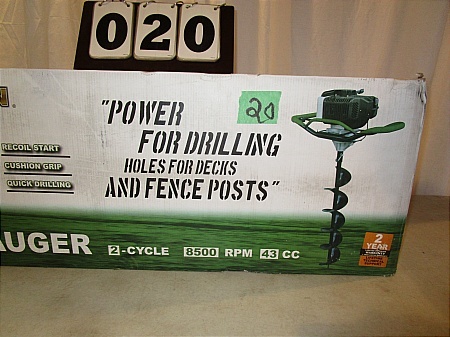 020
20
"POWER
FOR DRILLING
HOLES FOR DECKS
AND FENCE POSTS"
RECOIL START
CUSHION GRIP
QUICK DRILLING
AUGER
2-CYCLE 8500 RPM 43 CC
2
YEAR